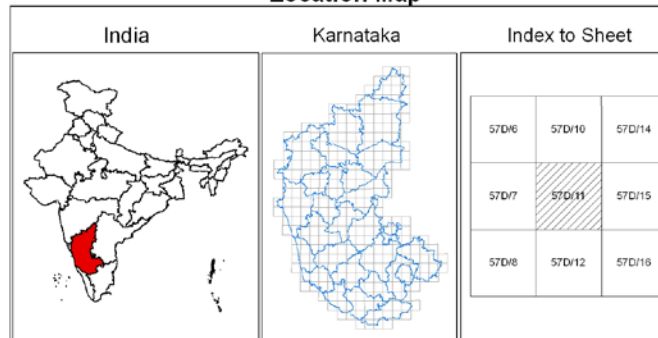 Location Map
India
Karnataka
Index to Sheet
57D/6
57D/10
57D/14
57D/7
57D/11
57D/15
57D/8
57D/12
57D/16